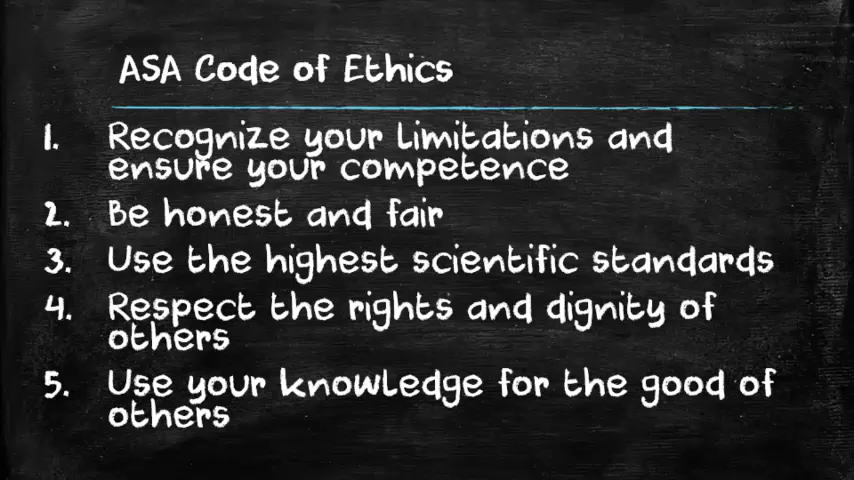 ASA Code of Ethics
1. Recognize your limitations and
ensure your competence
2. Be honest and fair
3. Use the highest scientific standards
4. Respect the rights and dignity of
others
5. Use your knowledge for the good of
others